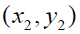 (x₂, y₂)